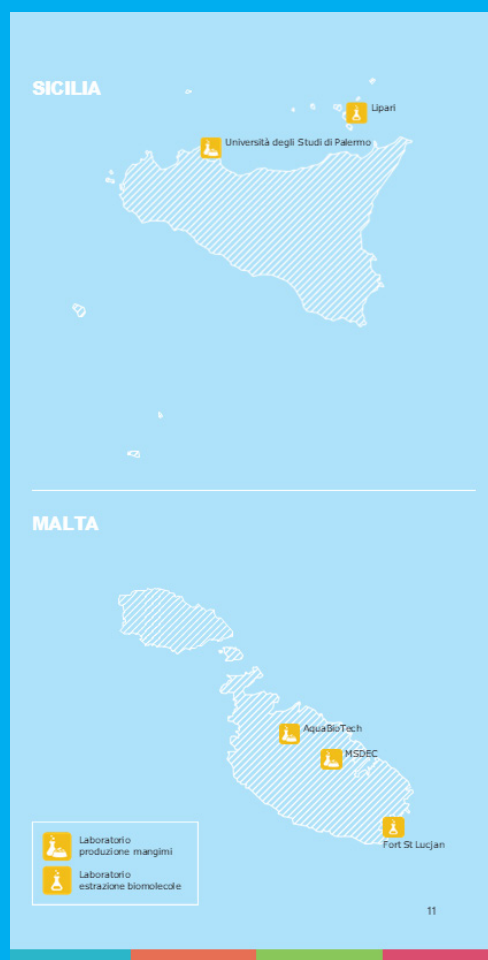 SICILIA
Lipari
Università degli Studi di Palermo
MALTA
AquaBioTech
MSDEC
Fort St Lucjan
Laboratorio
produzione mangimi
Laboratorio
estrazione biomolecole
11